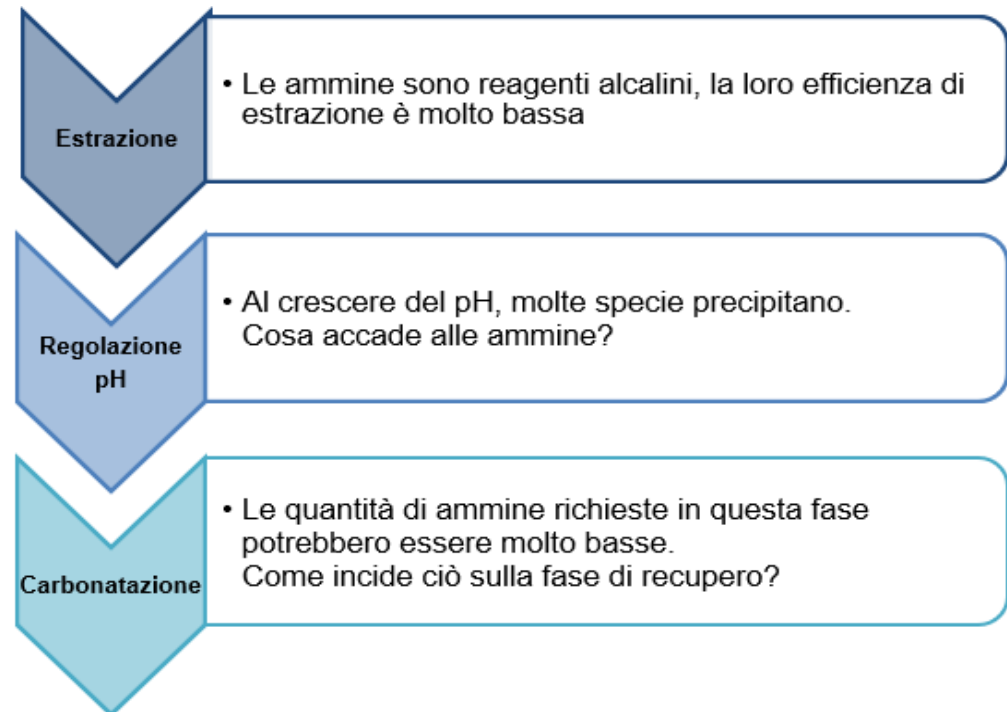 Estrazione
• Le ammine sono reagenti alcalini, la loro efficienza di
estrazione è molto bassa
Regolazione
pH
• Al crescere del pH, molte specie precipitano.
Cosa accade alle ammine?
Carbonatazione
• Le quantità di ammine richieste in questa fase
potrebbero essere molto basse.
Come incide ciò sulla fase di recupero?